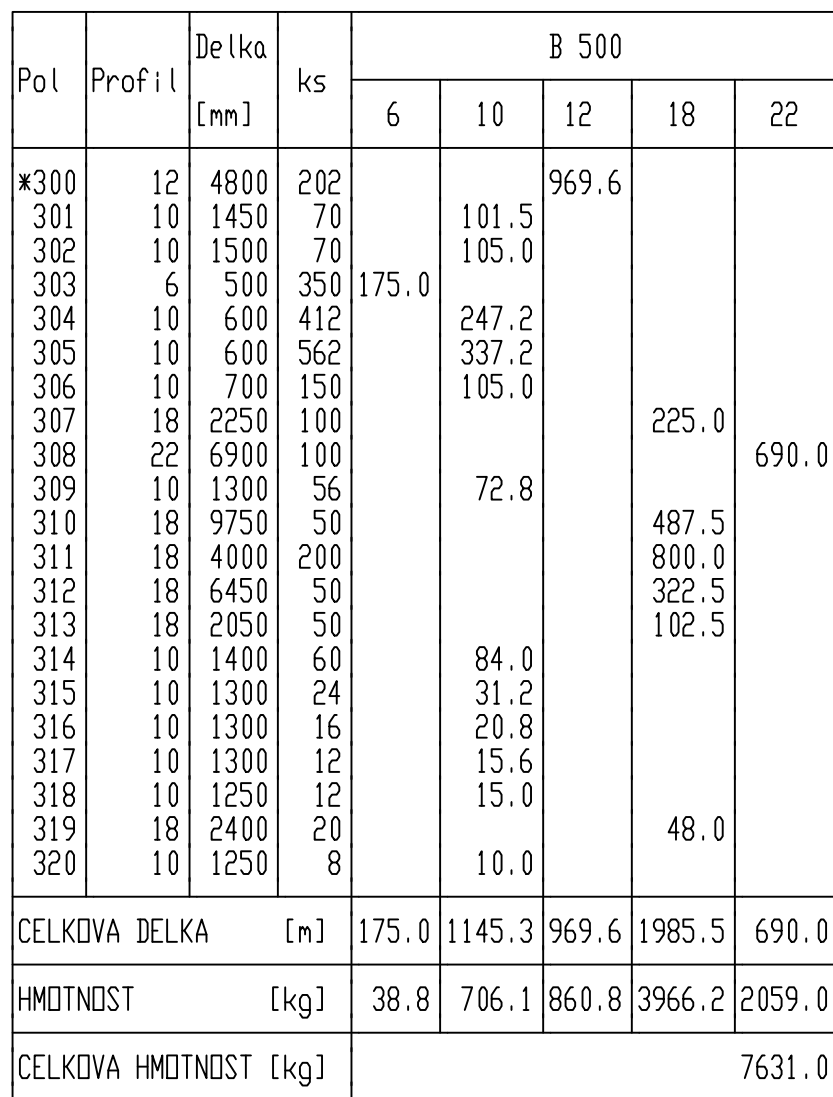 Pol Profil Delka [mm] ks B 500
6 10 12 18 22
*300 12 4800 202 969.6
301 10 1450 70 101.5
302 10 1500 70 105.0
303 6 500 350 175.0
304 10 600 412 247.2
305 10 600 562 337.2
306 10 700 150 105.0
307 18 2250 100 225.0
308 22 6900 100 690.0
309 10 1300 56 72.8
310 18 9750 50 487.5
311 18 4000 200 800.0
312 18 6450 50 322.5
313 18 2050 50 102.5
314 10 1400 60 84.0
315 10 1300 24 31.2
316 10 1300 16 20.8
317 10 1300 12 15.6
318 10 1250 12 15.0
319 18 2400 20 48.0
320 10 1250 8 10.0
CELKOVA DELKA [m] 175.0 1145.3 969.6 1985.5 690.0
HMOTNOST [kg] 38.8 706.1 860.8 3966.2 2059.0
CELKOVA HMOTNOST [kg] 7631.0